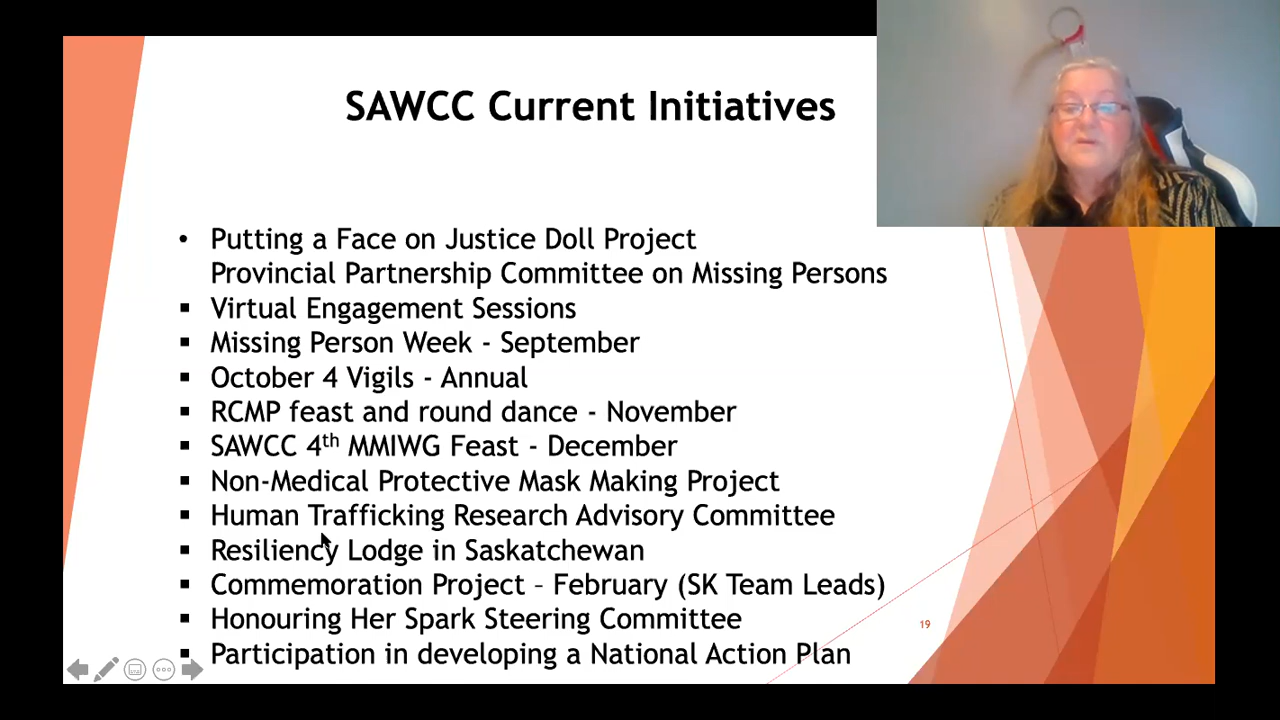 SAWCC Current Initiatives
• Putting a Face on Justice Doll Project
Provincial Partnership Committee on Missing Persons
▪ Virtual Engagement Sessions
▪ Missing Person Week - September
▪ October 4 Vigils - Annual
▪ RCMP feast and round dance - November
▪ SAWCC 4th MMIWG Feast - December
▪ Non-Medical Protective Mask Making Project
▪ Human Trafficking Research Advisory Committee
▪ Resiliency Lodge in Saskatchewan
▪ Commemoration Project – February (SK Team Leads)
▪ Honouring Her Spark Steering Committee
19
▪ Participation in developing a National Action Plan